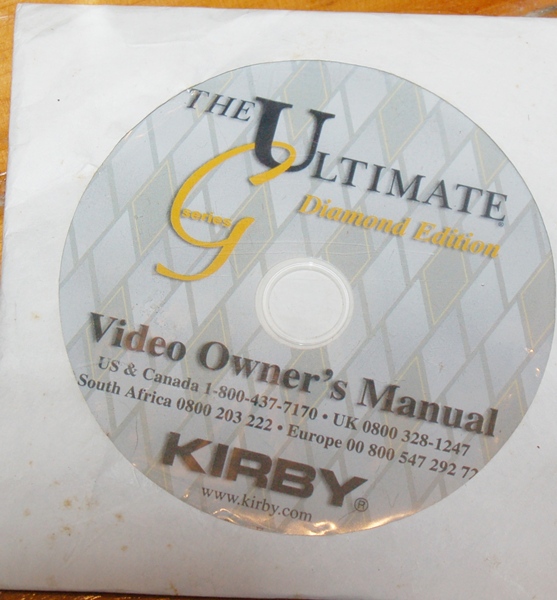 THE ULTIMATE
G series
Diamond Edition
Video Owner's Manual
US & Canada 1-800-437-7170 • UK 0800 328-1247
South Africa 0800 203 222 • Europe 00 800 547 292 72
KIRBY®
www.kirby.com